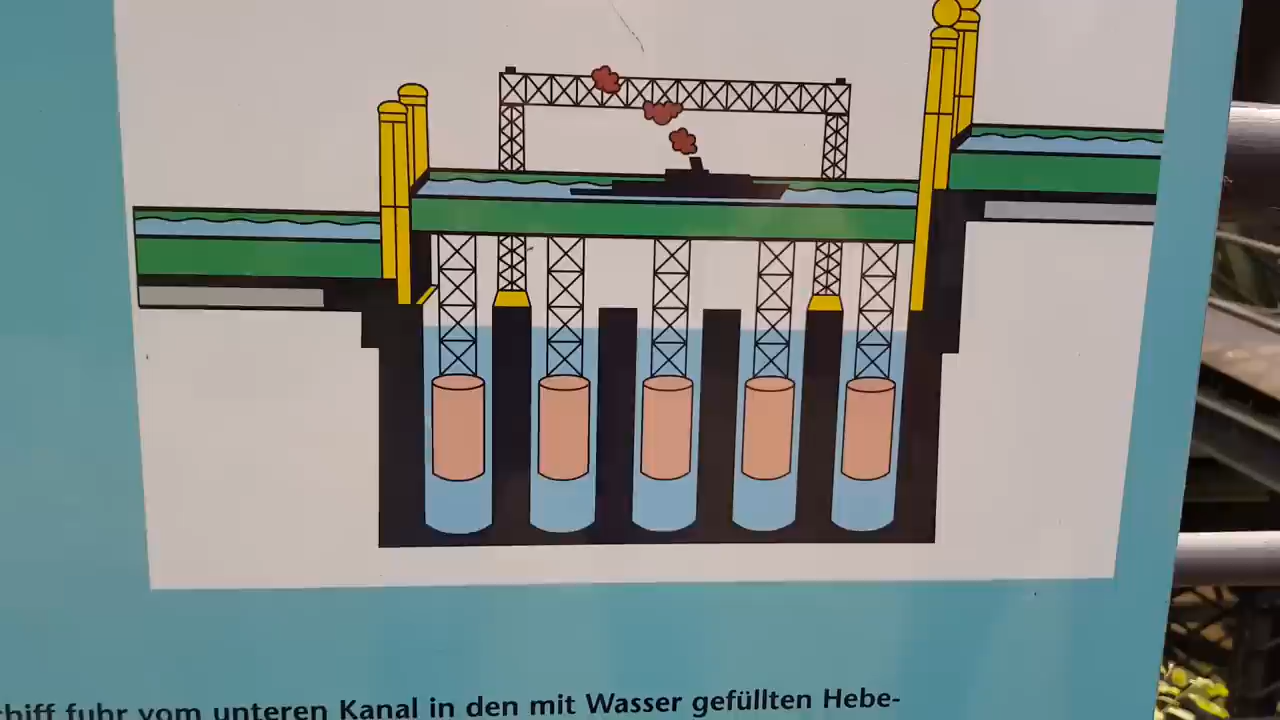 fuhr vom unteren Kanal in den mit Wasser gefüllten Hebe-